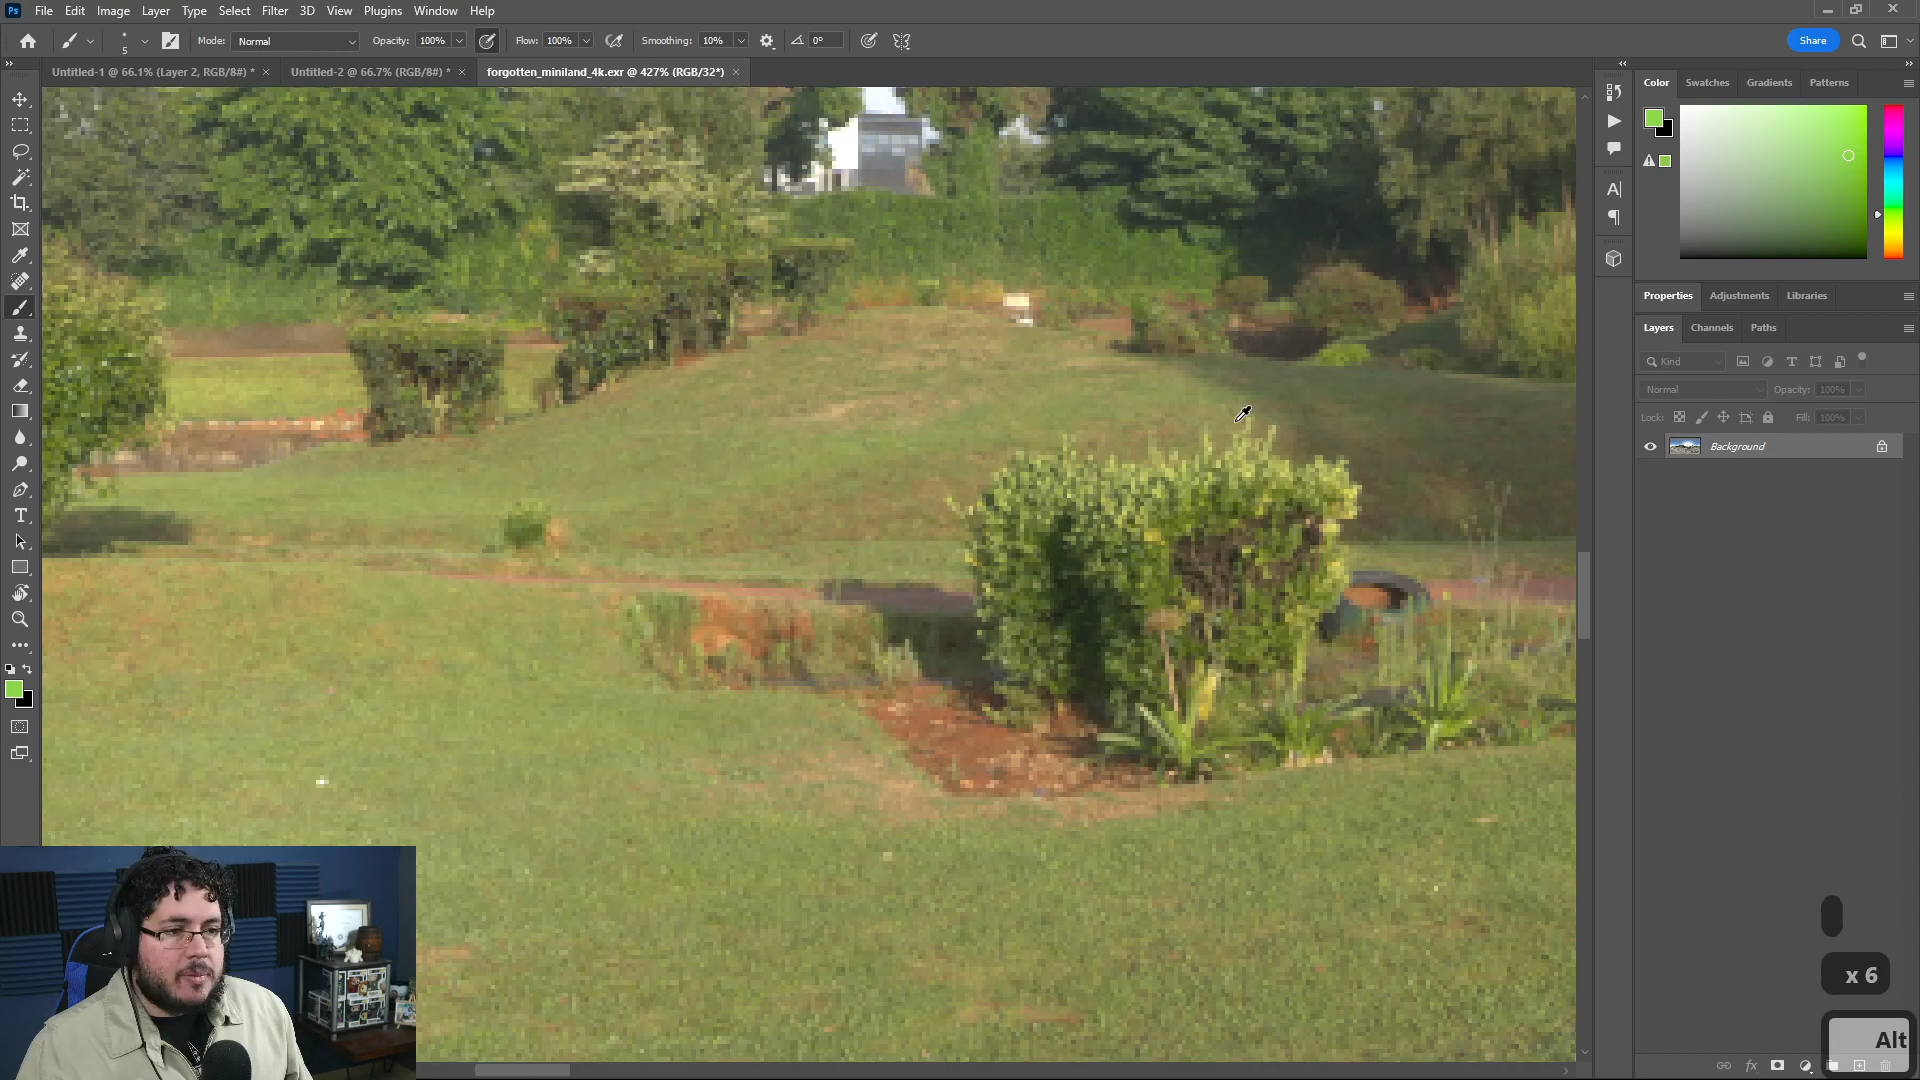 Ps File Edit Image Layer Type Select Filter 3D View Plugins Window Help
5 Mode: Normal Opacity: 100% Flow: 100% Smoothing: 10% 0° Share
Untitled-1 @ 66.1% (Layer 2, RGB/8#) * × Untitled-2 @ 66.7% (RGB/8#) * × forgotten_miniland_4k.exr @ 427% (RGB/32*) ×
Color Swatches Gradients Patterns
Properties Adjustments Libraries
Layers Channels Paths
Kind
Normal Opacity: 100%
Lock: Fill: 100%
Background
x 6
Alt